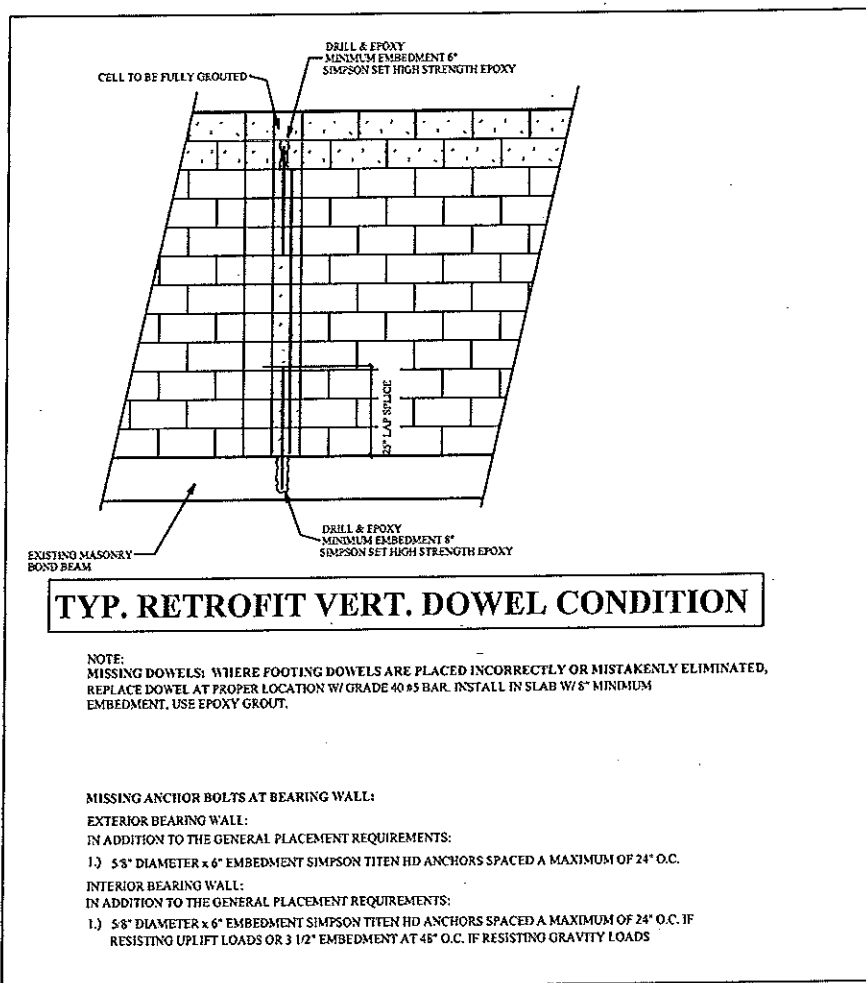 DRILL & EPOXY
MINIMUM EMBEDMENT 6"
SIMPSON SET HIGH STRENGTH EPOXY
CELL TO BE FULLY GROUTED
25" LAP SPLICE
DRILL & EPOXY
MINIMUM EMBEDMENT 8"
SIMPSON SET HIGH STRENGTH EPOXY
EXISTING MASONRY
BOND BEAM
TYP. RETROFIT VERT. DOWEL CONDITION
NOTE:
MISSING DOWELS: WHERE FOOTING DOWELS ARE PLACED INCORRECTLY OR MISTAKENLY ELIMINATED,
REPLACE DOWEL AT PROPER LOCATION W/ GRADE 40 #5 BAR. INSTALL IN SLAB W/ 8" MINIMUM
EMBEDMENT. USE EPOXY GROUT.
MISSING ANCHOR BOLTS AT BEARING WALL:
EXTERIOR BEARING WALL:
IN ADDITION TO THE GENERAL PLACEMENT REQUIREMENTS:
1.) 5/8" DIAMETER x 6" EMBEDMENT SIMPSON TITEN HD ANCHORS SPACED A MAXIMUM OF 24" O.C.
INTERIOR BEARING WALL:
IN ADDITION TO THE GENERAL PLACEMENT REQUIREMENTS:
1.) 5/8" DIAMETER x 6" EMBEDMENT SIMPSON TITEN HD ANCHORS SPACED A MAXIMUM OF 24" O.C. IF
RESISTING UPLIFT LOADS OR 3 1/2" EMBEDMENT AT 48" O.C. IF RESISTING GRAVITY LOADS